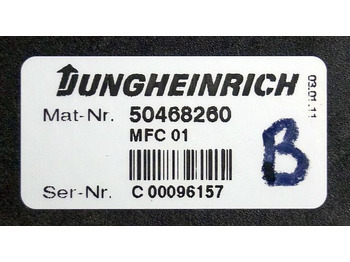 JUNGHEINRICH
03.01.11
Mat-Nr. 50468260
MFC 01
B
Ser-Nr. C 00096157